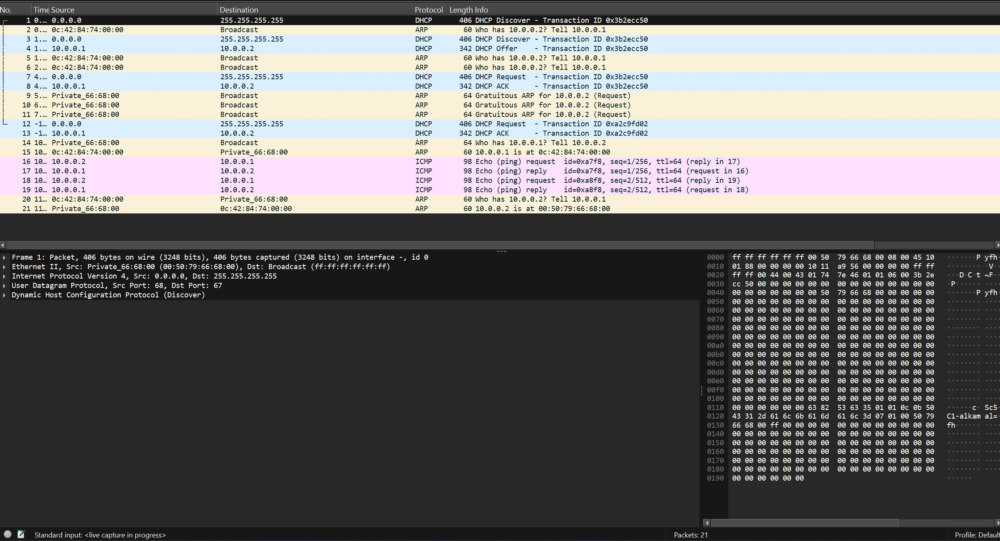 No. Time Source Destination Protocol Length Info
1 0.… 0.0.0.0 255.255.255.255 DHCP 406 DHCP Discover - Transaction ID 0x3b2ecc50
2 0.… 0c:42:84:74:00:00 Broadcast ARP 60 Who has 10.0.0.2? Tell 10.0.0.1
3 1.… 0.0.0.0 255.255.255.255 DHCP 406 DHCP Discover - Transaction ID 0x3b2ecc50
4 1.… 10.0.0.1 10.0.0.2 DHCP 342 DHCP Offer - Transaction ID 0x3b2ecc50
5 1.… 0c:42:84:74:00:00 Broadcast ARP 60 Who has 10.0.0.2? Tell 10.0.0.1
6 2.… 0c:42:84:74:00:00 Broadcast ARP 60 Who has 10.0.0.2? Tell 10.0.0.1
7 4.… 0.0.0.0 255.255.255.255 DHCP 406 DHCP Request - Transaction ID 0x3b2ecc50
8 4.… 10.0.0.1 10.0.0.2 DHCP 342 DHCP ACK - Transaction ID 0x3b2ecc50
9 5.… Private_66:68:00 Broadcast ARP 64 Gratuitous ARP for 10.0.0.2 (Request)
10 6.… Private_66:68:00 Broadcast ARP 64 Gratuitous ARP for 10.0.0.2 (Request)
11 7.… Private_66:68:00 Broadcast ARP 64 Gratuitous ARP for 10.0.0.2 (Request)
12 -1… 0.0.0.0 255.255.255.255 DHCP 406 DHCP Request - Transaction ID 0xa2c9fd02
13 -1… 10.0.0.1 10.0.0.2 DHCP 342 DHCP ACK - Transaction ID 0xa2c9fd02
14 10… Private_66:68:00 Broadcast ARP 64 Who has 10.0.0.1? Tell 10.0.0.2
15 10… 0c:42:84:74:00:00 Private_66:68:00 ARP 60 10.0.0.1 is at 0c:42:84:74:00:00
16 10… 10.0.0.2 10.0.0.1 ICMP 98 Echo (ping) request id=0xa7f8, seq=1/256, ttl=64 (reply in 17)
17 10… 10.0.0.1 10.0.0.2 ICMP 98 Echo (ping) reply id=0xa7f8, seq=1/256, ttl=64 (request in 16)
18 10… 10.0.0.2 10.0.0.1 ICMP 98 Echo (ping) request id=0xa8f8, seq=2/512, ttl=64 (reply in 19)
19 10… 10.0.0.1 10.0.0.2 ICMP 98 Echo (ping) reply id=0xa8f8, seq=2/512, ttl=64 (request in 18)
20 11… 0c:42:84:74:00:00 Private_66:68:00 ARP 60 Who has 10.0.0.2? Tell 10.0.0.1
21 11… Private_66:68:00 0c:42:84:74:00:00 ARP 60 10.0.0.2 is at 00:50:79:66:68:00
Frame 1: Packet, 406 bytes on wire (3248 bits), 406 bytes captured (3248 bits) on interface -, id 0
Ethernet II, Src: Private_66:68:00 (00:50:79:66:68:00), Dst: Broadcast (ff:ff:ff:ff:ff:ff)
Internet Protocol Version 4, Src: 0.0.0.0, Dst: 255.255.255.255
User Datagram Protocol, Src Port: 68, Dst Port: 67
Dynamic Host Configuration Protocol (Discover)
0000 ff ff ff ff ff ff 00 50 79 66 68 00 08 00 45 10 ·······P yfh
0010 01 88 00 00 00 00 10 11 a9 56 00 00 00 00 ff ff ········ ·V··
0020 ff ff 00 44 00 43 01 74 7e 46 01 01 06 00 3b 2e ···D·C·t ~F··
0030 cc 50 00 00 00 00 00 00 00 00 00 00 00 00 00 00 ·P······ ····
0040 00 00 00 00 00 00 00 50 79 66 68 00 00 00 00 00 ·······P yfh
0050 00 00 00 00 00 00 00 00 00 00 00 00 00 00 00 00 ········ ····
0060 00 00 00 00 00 00 00 00 00 00 00 00 00 00 00 00 ········ ····
0070 00 00 00 00 00 00 00 00 00 00 00 00 00 00 00 00 ········ ····
0080 00 00 00 00 00 00 00 00 00 00 00 00 00 00 00 00 ········ ····
0090 00 00 00 00 00 00 00 00 00 00 00 00 00 00 00 00 ········ ····
00a0 00 00 00 00 00 00 00 00 00 00 00 00 00 00 00 00 ········ ····
00b0 00 00 00 00 00 00 00 00 00 00 00 00 00 00 00 00 ········ ····
00c0 00 00 00 00 00 00 00 00 00 00 00 00 00 00 00 00 ········ ····
00d0 00 00 00 00 00 00 00 00 00 00 00 00 00 00 00 00 ········ ····
00e0 00 00 00 00 00 00 00 00 00 00 00 00 00 00 00 00 ········ ····
00f0 00 00 00 00 00 00 00 00 00 00 00 00 00 00 00 00 ········ ····
0100 00 00 00 00 00 00 00 00 00 00 00 00 00 00 00 00 ········ ····
0110 00 00 00 00 00 00 63 82 53 63 35 01 01 0c 0b 50 ······c· Sc5
0120 43 31 2d 61 6c 6b 61 6d 61 6c 3d 07 01 00 50 79 C1-alkam al=
0130 66 68 00 ff 00 00 00 00 00 00 00 00 00 00 00 00 fh······ ····
0140 00 00 00 00 00 00 00 00 00 00 00 00 00 00 00 00 ········ ····
0150 00 00 00 00 00 00 00 00 00 00 00 00 00 00 00 00 ········ ····
0160 00 00 00 00 00 00 00 00 00 00 00 00 00 00 00 00 ········ ····
0170 00 00 00 00 00 00 00 00 00 00 00 00 00 00 00 00 ········ ····
0180 00 00 00 00 00 00 00 00 00 00 00 00 00 00 00 00 ········ ····
0190 00 00 00 00 00 00 ······
Standard input: <live capture in progress> Packets: 21 Profile: Default